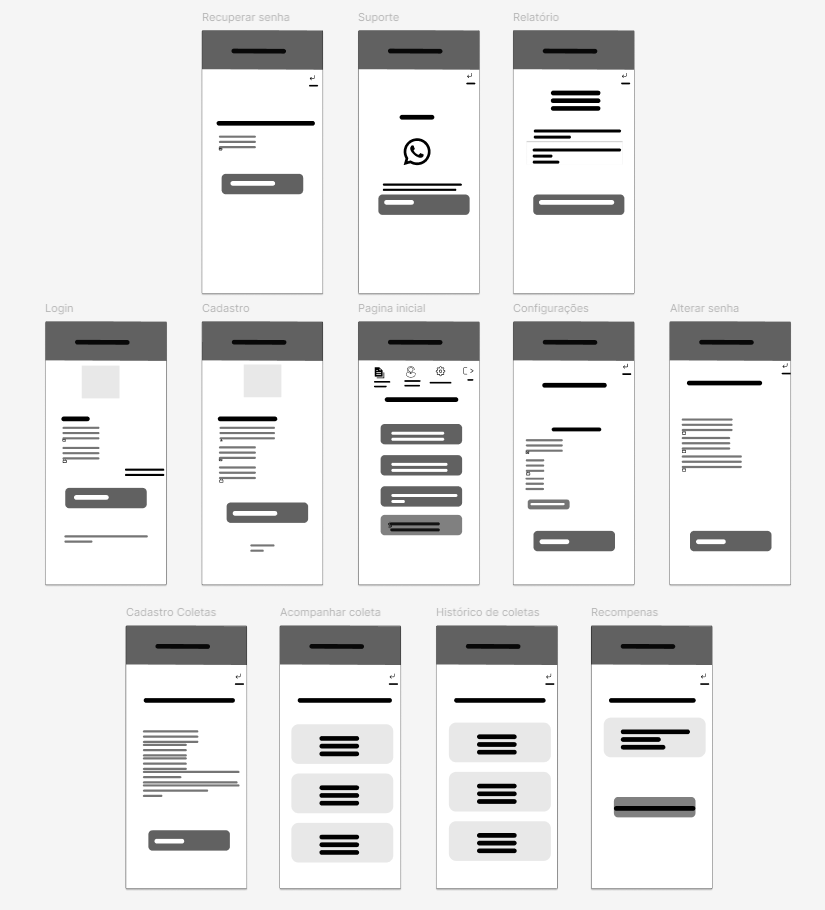 Recuperar senha
Suporte
Relatório
Login
Cadastro
Pagina inicial
Configurações
Alterar senha
Cadastro Coletas
Acompanhar coleta
Histórico de coletas
Recompenas